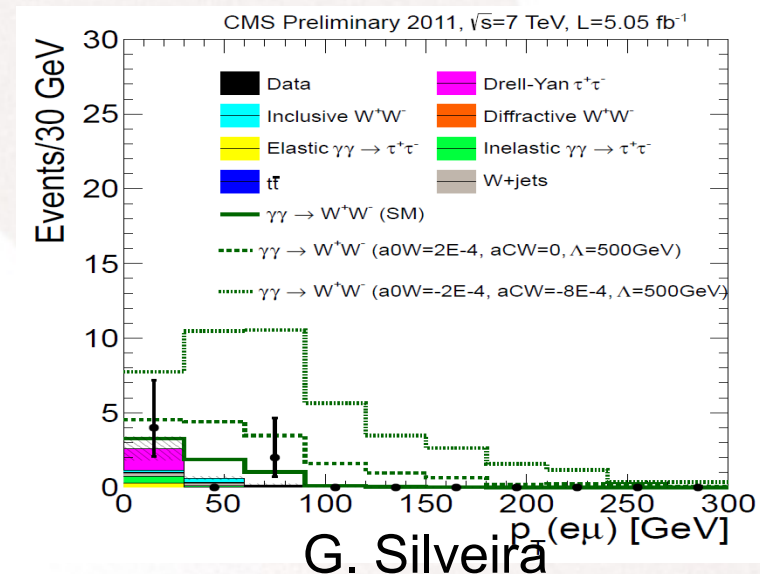 CMS Preliminary 2011, √s=7 TeV, L=5.05 fb⁻¹
Events/30 GeV
30
25
20
15
10
5
0
Data
Drell-Yan τ⁺τ⁻
Inclusive W⁺W⁻
Diffractive W⁺W⁻
Elastic γγ → τ⁺τ⁻
Inelastic γγ → τ⁺τ⁻
tt̄
W+jets
γγ → W⁺W⁻ (SM)
γγ → W⁺W⁻ (a0W=2E-4, aCW=0, Λ=500GeV)
γγ → W⁺W⁻ (a0W=-2E-4, aCW=-8E-4, Λ=500GeV)
0 50 100 150 200 250 300
p_T(eμ) [GeV]
G. Silveira